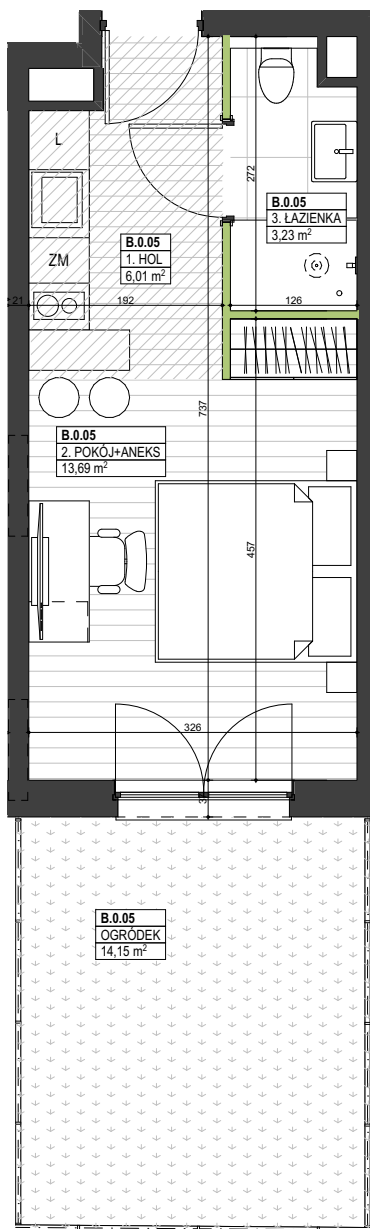 L
272
B.0.05
3. ŁAZIENKA
3,23 m²
B.0.05
1. HOL
6,01 m²
ZM
21
192
126
737
B.0.05
2. POKÓJ+ANEKS
13,69 m²
457
326
B.0.05
OGRÓDEK
14,15 m²